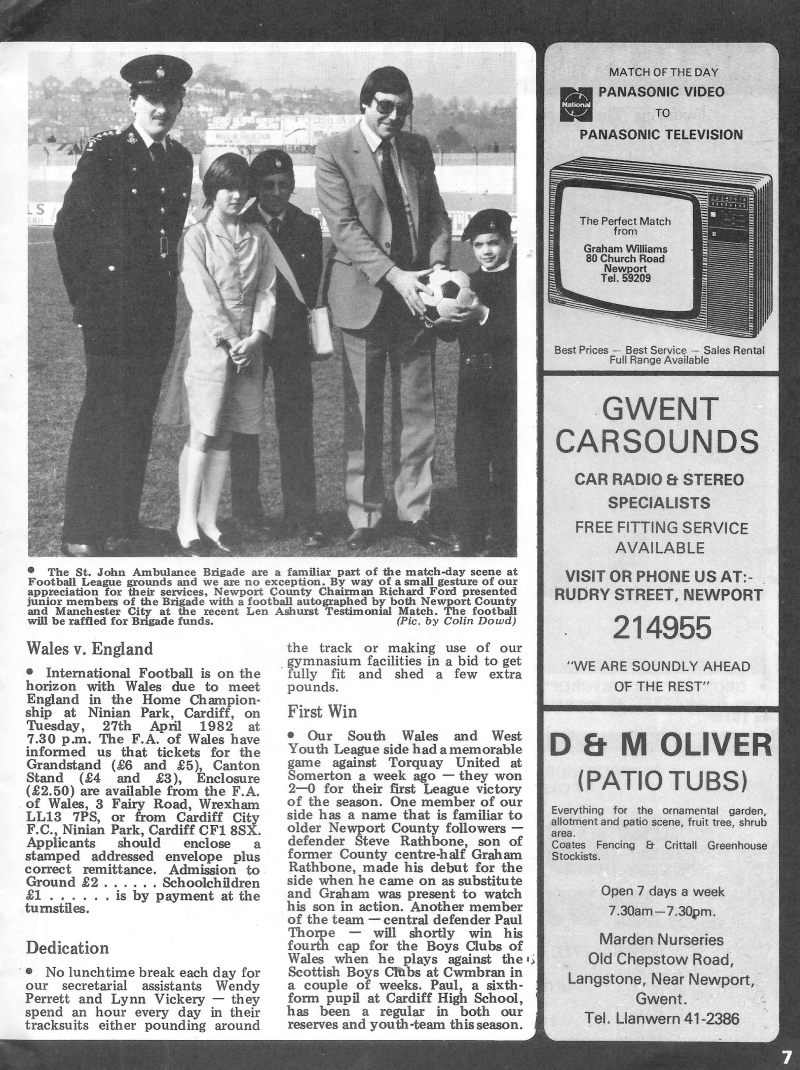 ● The St. John Ambulance Brigade are a familiar part of the match-day scene at
Football League grounds and we are no exception. By way of a small gesture of our
appreciation for their services, Newport County Chairman Richard Ford presented
junior members of the Brigade with a football autographed by both Newport County
and Manchester City at the recent Len Ashurst Testimonial Match. The football
will be raffled for Brigade funds. (Pic. by Colin Dowd)
Wales v. England
● International Football is on the
horizon with Wales due to meet
England in the Home Champion-
ship at Ninian Park, Cardiff, on
Tuesday, 27th April 1982 at
7.30 p.m. The F.A. of Wales have
informed us that tickets for the
Grandstand (£6 and £5), Canton
Stand (£4 and £3), Enclosure
(£2.50) are available from the F.A.
of Wales, 3 Fairy Road, Wrexham
LL13 7PS, or from Cardiff City
F.C., Ninian Park, Cardiff CF1 8SX.
Applicants should enclose a
stamped addressed envelope plus
correct remittance. Admission to
Ground £2 . . . . . . Schoolchildren
£1 . . . . . . is by payment at the
turnstiles.
Dedication
● No lunchtime break each day for
our secretarial assistants Wendy
Perrett and Lynn Vickery — they
spend an hour every day in their
tracksuits either pounding around
the track or making use of our
gymnasium facilities in a bid to get
fully fit and shed a few extra
pounds.
First Win
● Our South Wales and West
Youth League side had a memorable
game against Torquay United at
Somerton a week ago — they won
2—0 for their first League victory
of the season. One member of our
side has a name that is familiar to
older Newport County followers —
defender Steve Rathbone, son of
former County centre-half Graham
Rathbone, made his debut for the
side when he came on as substitute
and Graham was present to watch
his son in action. Another member
of the team — central defender Paul
Thorpe — will shortly win his
fourth cap for the Boys Clubs of
Wales when he plays against the
Scottish Boys Clubs at Cwmbran in
a couple of weeks. Paul, a sixth-
form pupil at Cardiff High School,
has been a regular in both our
reserves and youth-team this season.
MATCH OF THE DAY
National
PANASONIC VIDEO
TO
PANASONIC TELEVISION
The Perfect Match
from
Graham Williams
80 Church Road
Newport
Tel. 59209
Best Prices — Best Service — Sales Rental
Full Range Available
GWENT
CARSOUNDS
CAR RADIO & STEREO
SPECIALISTS
FREE FITTING SERVICE
AVAILABLE
VISIT OR PHONE US AT:-
RUDRY STREET, NEWPORT
214955
"WE ARE SOUNDLY AHEAD
OF THE REST"
D & M OLIVER
(PATIO TUBS)
Everything for the ornamental garden,
allotment and patio scene, fruit tree, shrub
area.
Coates Fencing & Crittall Greenhouse
Stockists.
Open 7 days a week
7.30am—7.30pm.
Marden Nurseries
Old Chepstow Road,
Langstone, Near Newport,
Gwent.
Tel. Llanwern 41-2386
7